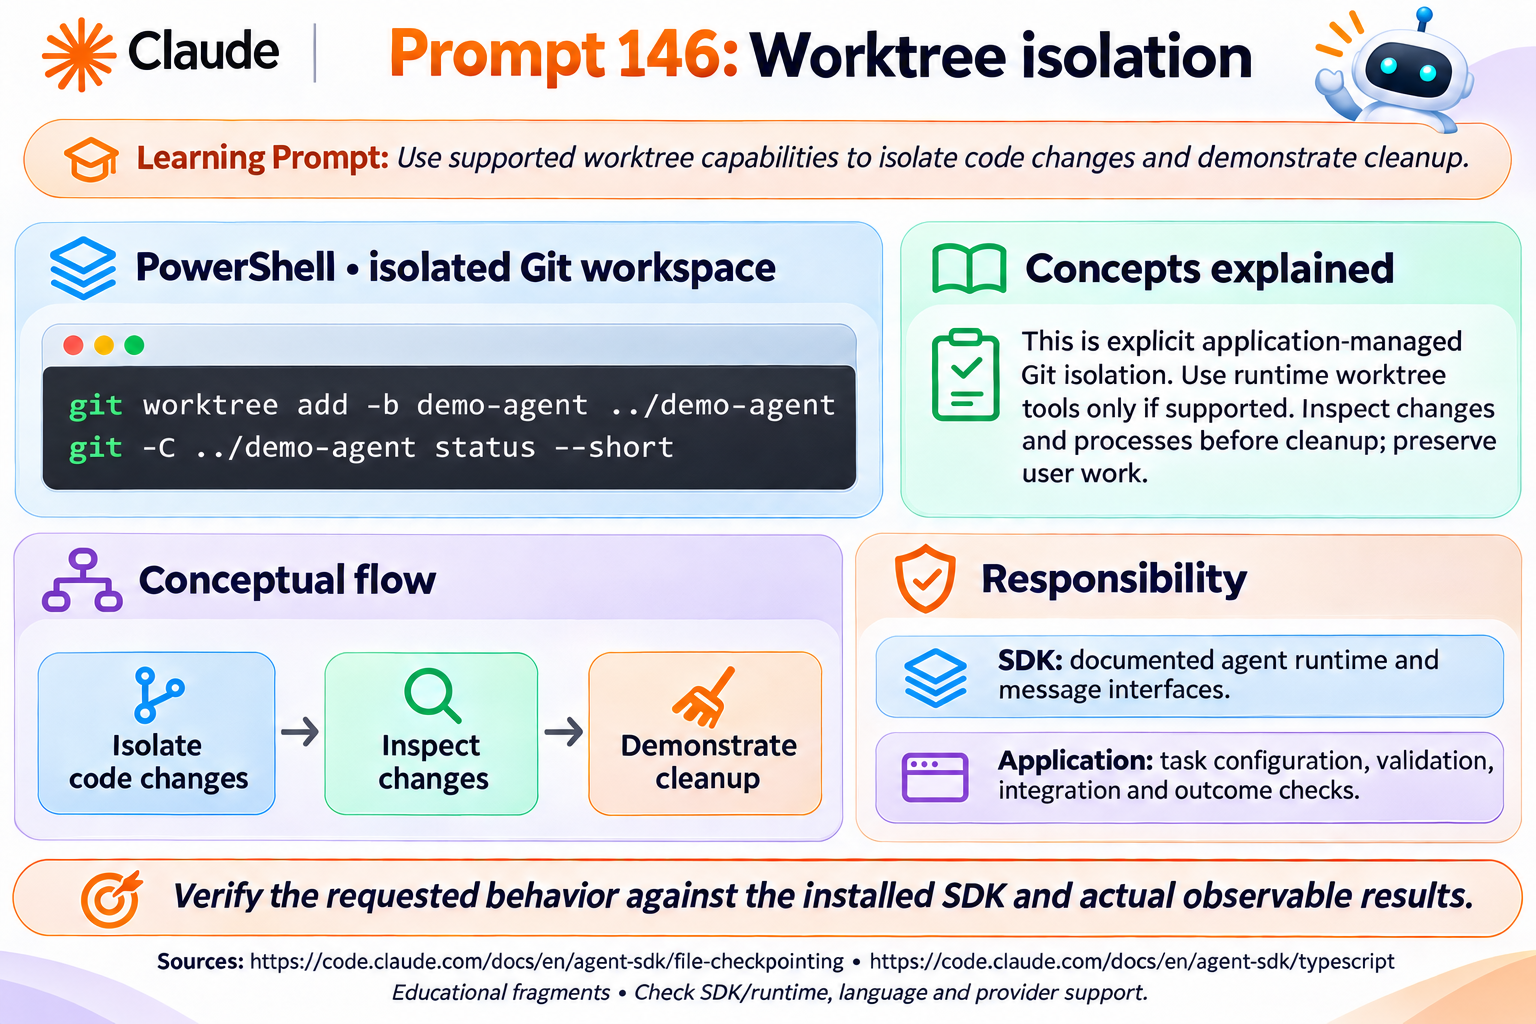 Claude
Prompt 146: Worktree isolation
Learning Prompt: Use supported worktree capabilities to isolate code changes and demonstrate cleanup.
PowerShell • isolated Git workspace
git worktree add -b demo-agent ../demo-agent
git -C ../demo-agent status --short
Concepts explained
This is explicit application-managed
Git isolation. Use runtime worktree
tools only if supported. Inspect changes
and processes before cleanup; preserve
user work.
Conceptual flow
Isolate
code changes
Inspect
changes
Demonstrate
cleanup
Responsibility
SDK: documented agent runtime and
message interfaces.
Application: task configuration, validation,
integration and outcome checks.
Verify the requested behavior against the installed SDK and actual observable results.
Sources: https://code.claude.com/docs/en/agent-sdk/file-checkpointing • https://code.claude.com/docs/en/agent-sdk/typescript
Educational fragments • Check SDK/runtime, language and provider support.